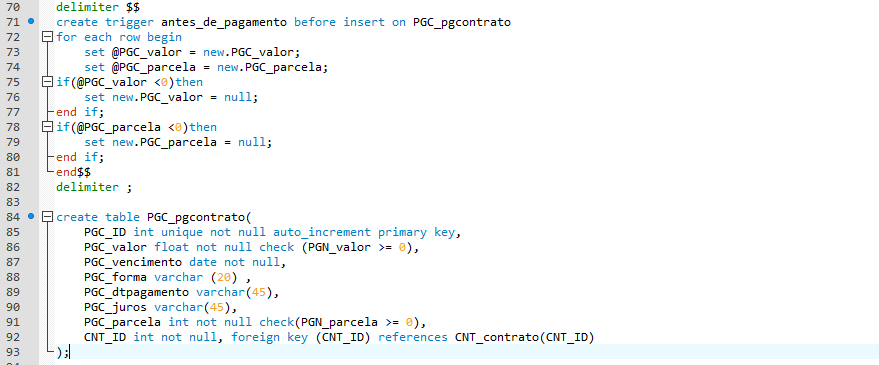 70 delimiter $$
71 create trigger antes_de_pagamento before insert on PGC_pgcontrato
72 for each row begin
73 set @PGC_valor = new.PGC_valor;
74 set @PGC_parcela = new.PGC_parcela;
75 if(@PGC_valor <0)then
76 set new.PGC_valor = null;
77 end if;
78 if(@PGC_parcela <0)then
79 set new.PGC_parcela = null;
80 end if;
81 end$$
82 delimiter ;
83
84 create table PGC_pgcontrato(
85 PGC_ID int unique not null auto_increment primary key,
86 PGC_valor float not null check (PGN_valor >= 0),
87 PGC_vencimento date not null,
88 PGC_forma varchar (20) ,
89 PGC_dtpagamento varchar(45),
90 PGC_juros varchar(45),
91 PGC_parcela int not null check(PGN_parcela >= 0),
92 CNT_ID int not null, foreign key (CNT_ID) references CNT_contrato(CNT_ID)
93 );